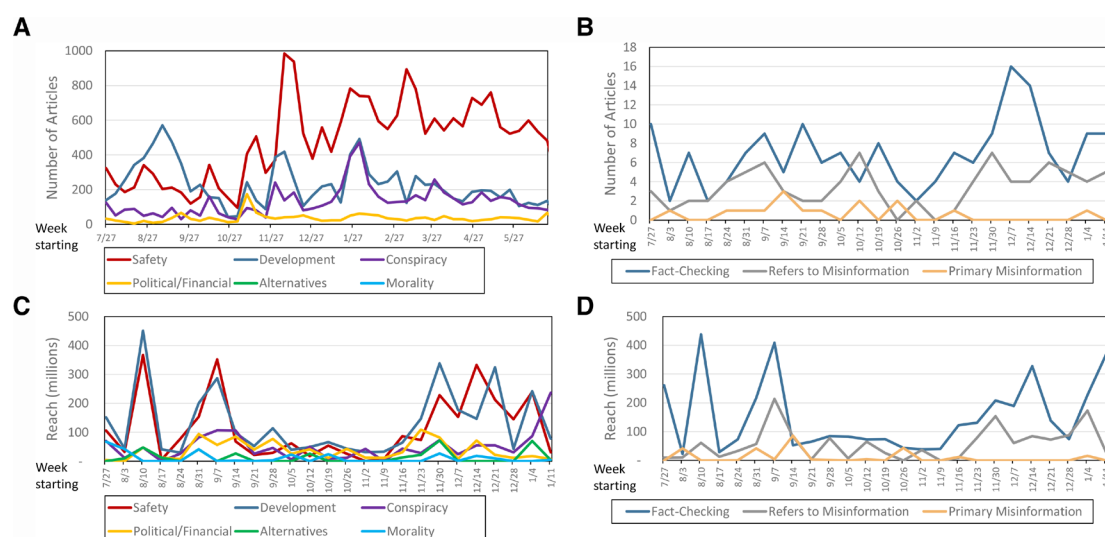 A
Number of Articles
1000
800
600
400
200
0
Week
starting
7/27 8/27 9/27 10/27 11/27 12/27 1/27 2/27 3/27 4/27 5/27
Safety Development Conspiracy
Political/Financial Alternatives Morality
B
Number of Articles
18
16
14
12
10
8
6
4
2
0
Week
starting
7/27 8/3 8/10 8/17 8/24 8/31 9/7 9/14 9/21 9/28 10/5 10/12 10/19 10/26 11/2 11/9 11/16 11/23 11/30 12/7 12/14 12/21 12/28 1/4
Fact-Checking Refers to Misinformation Primary Misinformation
C
Reach (millions)
500
400
300
200
100
-
Week
starting
7/27 8/3 8/10 8/17 8/24 8/31 9/7 9/14 9/21 9/28 10/5 10/12 10/19 10/26 11/2 11/9 11/16 11/23 11/30 12/7 12/14 12/21 12/28 1/4 1/11
Safety Development Conspiracy
Political/Financial Alternatives Morality
D
Reach (millions)
500
400
300
200
100
-
Week
starting
7/27 8/3 8/10 8/17 8/24 8/31 9/7 9/14 9/21 9/28 10/5 10/12 10/19 10/26 11/2 11/9 11/16 11/23 11/30 12/7 12/14 12/21 12/28 1/4
Fact-Checking Refers to Misinformation Primary Misinformation